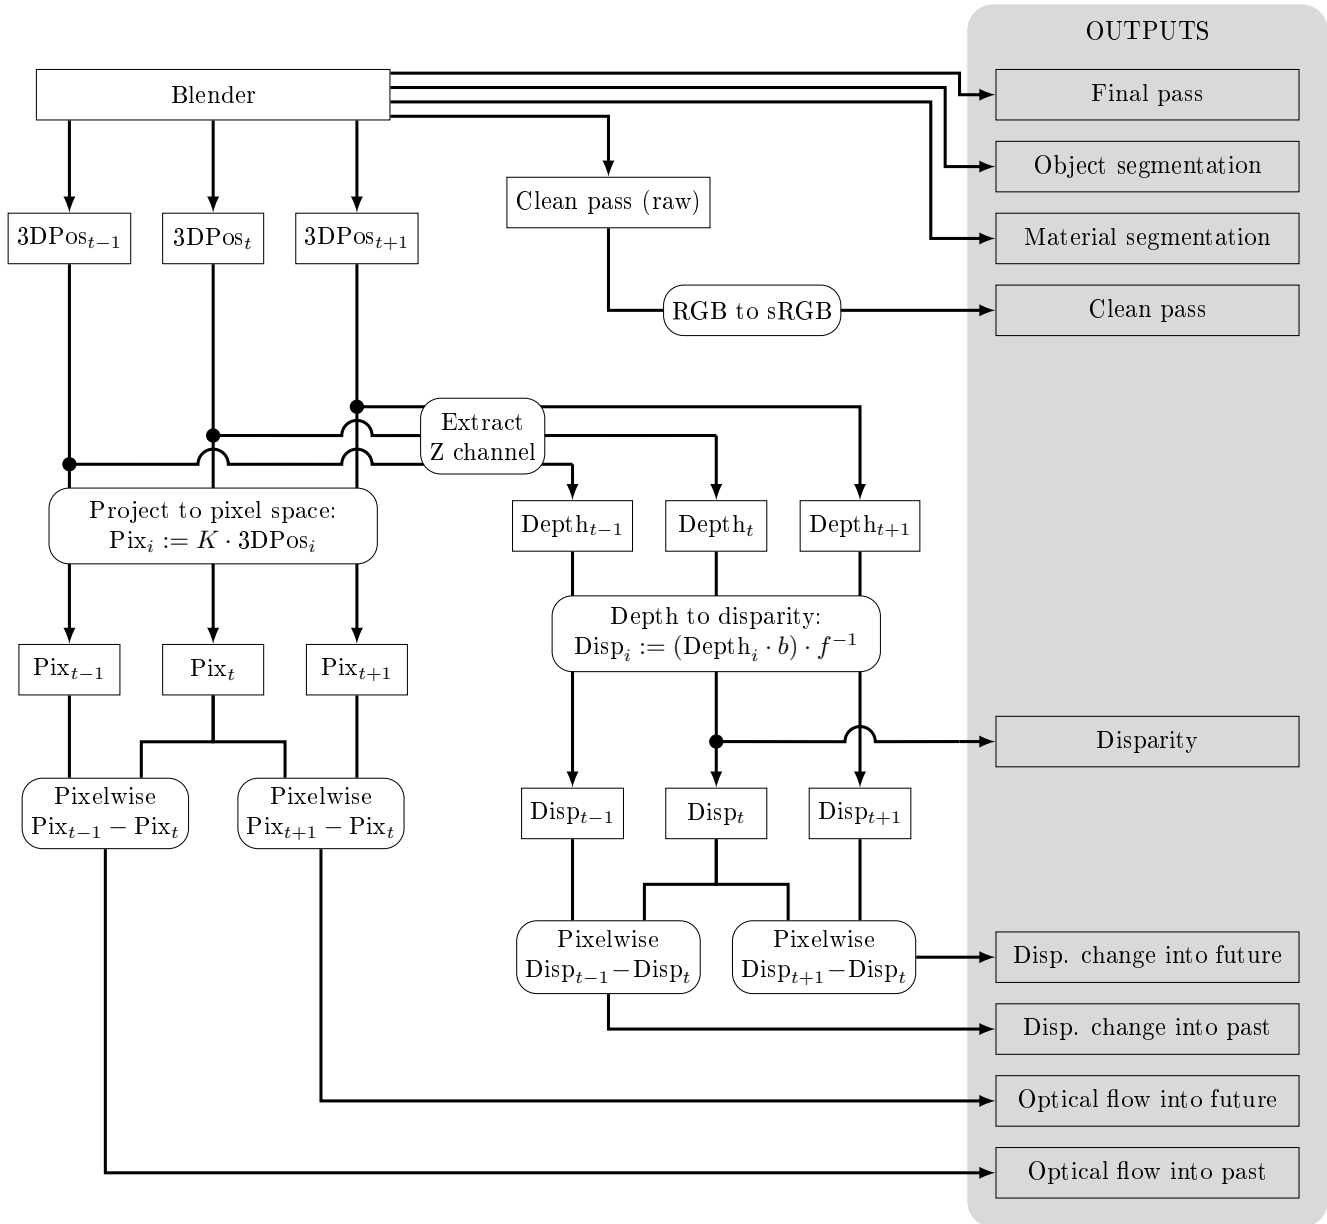 OUTPUTS
Blender
Final pass
Object segmentation
Clean pass (raw)
3DPos_{t−1}
3DPos_t
3DPos_{t+1}
Material segmentation
RGB to sRGB
Clean pass
Extract
Z channel
Project to pixel space:
Pix_i := K · 3DPos_i
Depth_{t−1}
Depth_t
Depth_{t+1}
Depth to disparity:
Disp_i := (Depth_i · b) · f^{−1}
Pix_{t−1}
Pix_t
Pix_{t+1}
Disparity
Pixelwise
Pix_{t−1} − Pix_t
Pixelwise
Pix_{t+1} − Pix_t
Disp_{t−1}
Disp_t
Disp_{t+1}
Pixelwise
Disp_{t−1}−Disp_t
Pixelwise
Disp_{t+1}−Disp_t
Disp. change into future
Disp. change into past
Optical flow into future
Optical flow into past